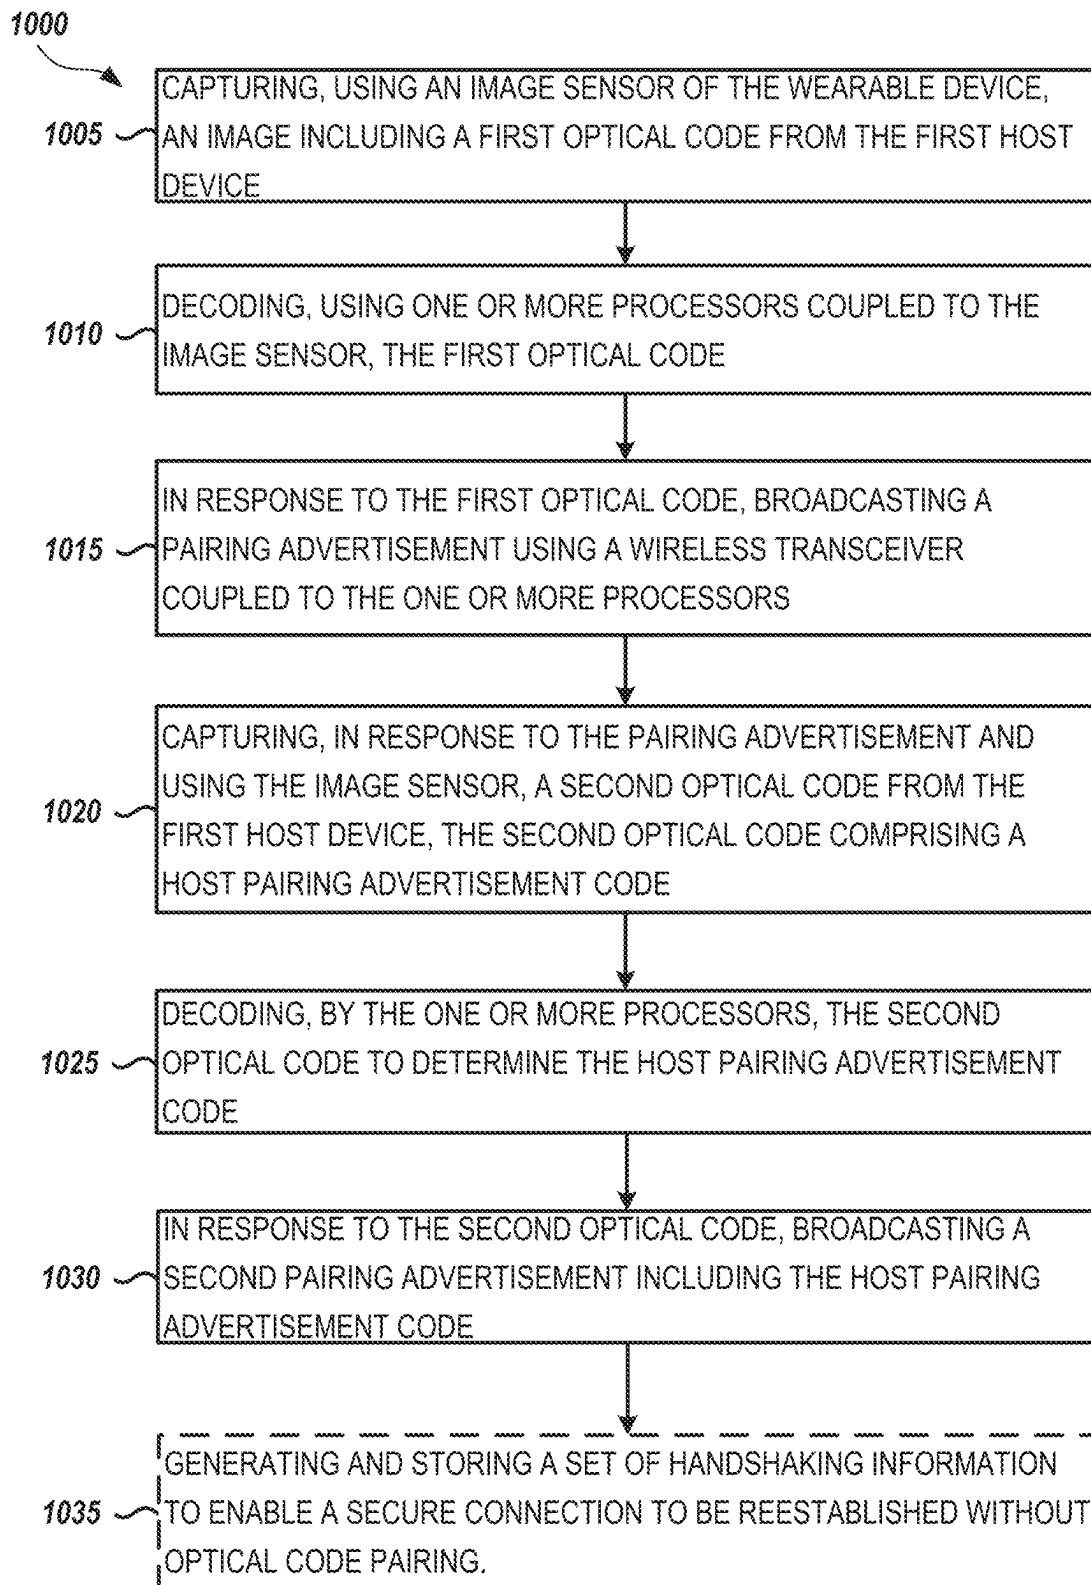 1000
1005
CAPTURING, USING AN IMAGE SENSOR OF THE WEARABLE DEVICE,
AN IMAGE INCLUDING A FIRST OPTICAL CODE FROM THE FIRST HOST
DEVICE
1010
DECODING, USING ONE OR MORE PROCESSORS COUPLED TO THE
IMAGE SENSOR, THE FIRST OPTICAL CODE
1015
IN RESPONSE TO THE FIRST OPTICAL CODE, BROADCASTING A
PAIRING ADVERTISEMENT USING A WIRELESS TRANSCEIVER
COUPLED TO THE ONE OR MORE PROCESSORS
1020
CAPTURING, IN RESPONSE TO THE PAIRING ADVERTISEMENT AND
USING THE IMAGE SENSOR, A SECOND OPTICAL CODE FROM THE
FIRST HOST DEVICE, THE SECOND OPTICAL CODE COMPRISING A
HOST PAIRING ADVERTISEMENT CODE
1025
DECODING, BY THE ONE OR MORE PROCESSORS, THE SECOND
OPTICAL CODE TO DETERMINE THE HOST PAIRING ADVERTISEMENT
CODE
1030
IN RESPONSE TO THE SECOND OPTICAL CODE, BROADCASTING A
SECOND PAIRING ADVERTISEMENT INCLUDING THE HOST PAIRING
ADVERTISEMENT CODE
1035
GENERATING AND STORING A SET OF HANDSHAKING INFORMATION
TO ENABLE A SECURE CONNECTION TO BE REESTABLISHED WITHOUT
OPTICAL CODE PAIRING.